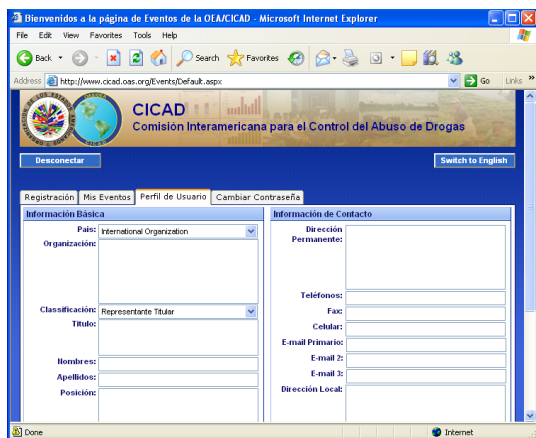 Bienvenidos a la página de Eventos de la OEA/CICAD - Microsoft Internet Explorer
File Edit View Favorites Tools Help
Back Search Favorites
Address http://www.cicad.oas.org/Events/Default.aspx Go Links »
CICAD
Comisión Interamericana para el Control del Abuso de Drogas
Desconectar Switch to English
Registración Mis Eventos Perfil de Usuario Cambiar Contraseña
Información Básica
Pais: International Organization
Organización:
Classificación: Representante Titular
Titulo:
Nombres:
Apellidos:
Posición:
Información de Contacto
Dirección
Permanente:
Teléfonos:
Fax:
Celular:
E-mail Primario:
E-mail 2:
E-mail 3:
Dirección Local:
Done Internet